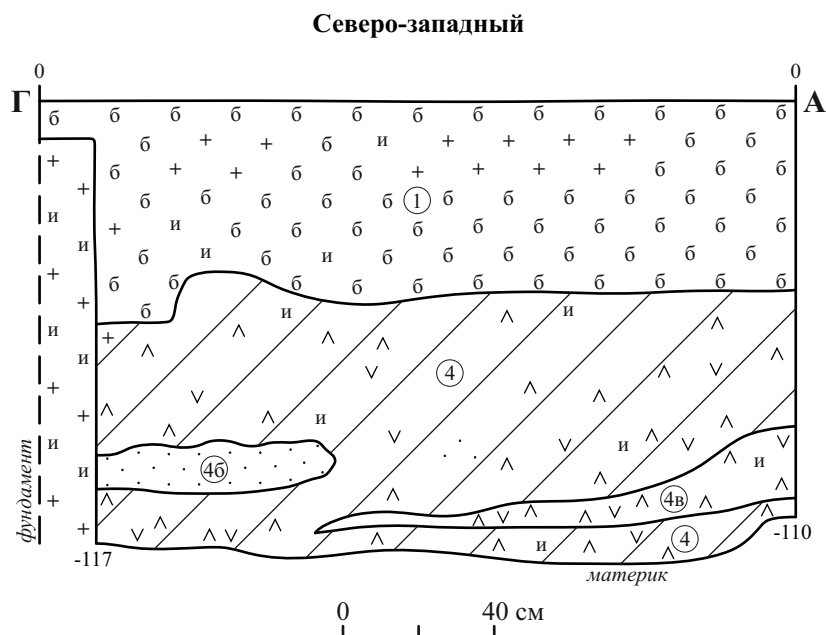 Северо-западный
0
0
Г
А
1
4
4б
4в
4
фундамент
-117
-110
материк
0
40 см